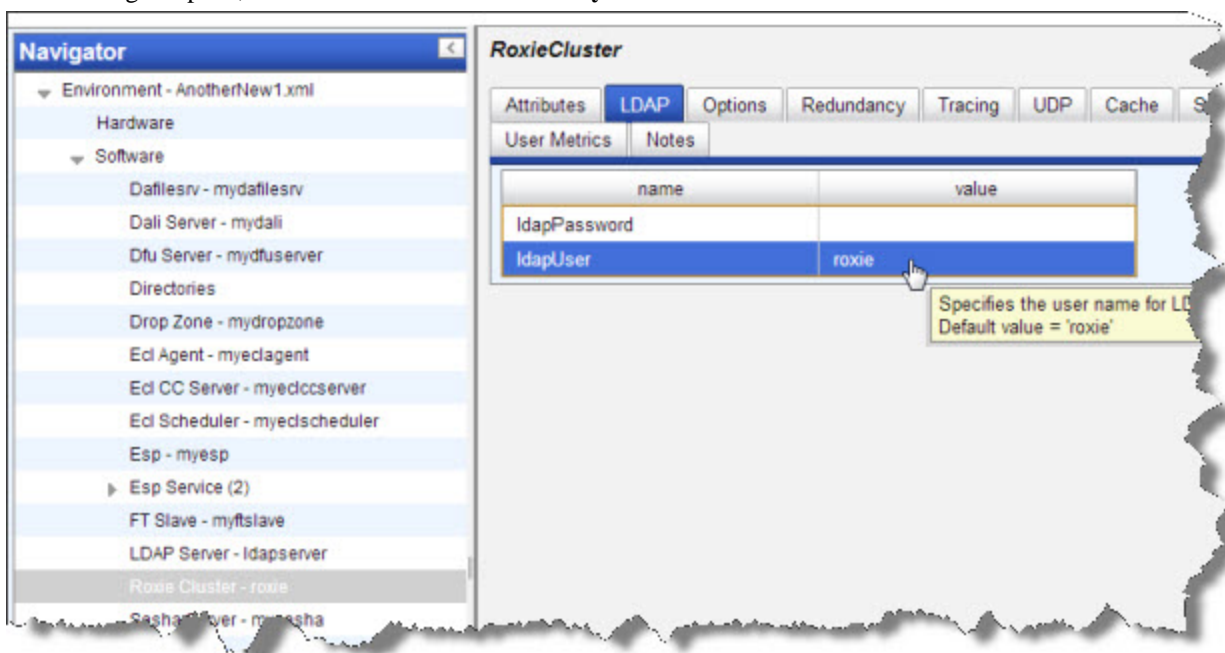 Navigator
Environment - AnotherNew1.xml
Hardware
Software
Dafilesrv - mydafilesrv
Dali Server - mydali
Dfu Server - mydfuserver
Directories
Drop Zone - mydropzone
Ecl Agent - myeclagent
Ecl CC Server - myeclccserver
Ecl Scheduler - myeclscheduler
Esp - myesp
Esp Service (2)
FT Slave - myftslave
LDAP Server - ldapserver
Roxie Cluster - roxie
RoxieCluster
Attributes LDAP Options Redundancy Tracing UDP Cache
User Metrics Notes
name value
ldapPassword
ldapUser roxie
Specifies the user name for
Default value = 'roxie'